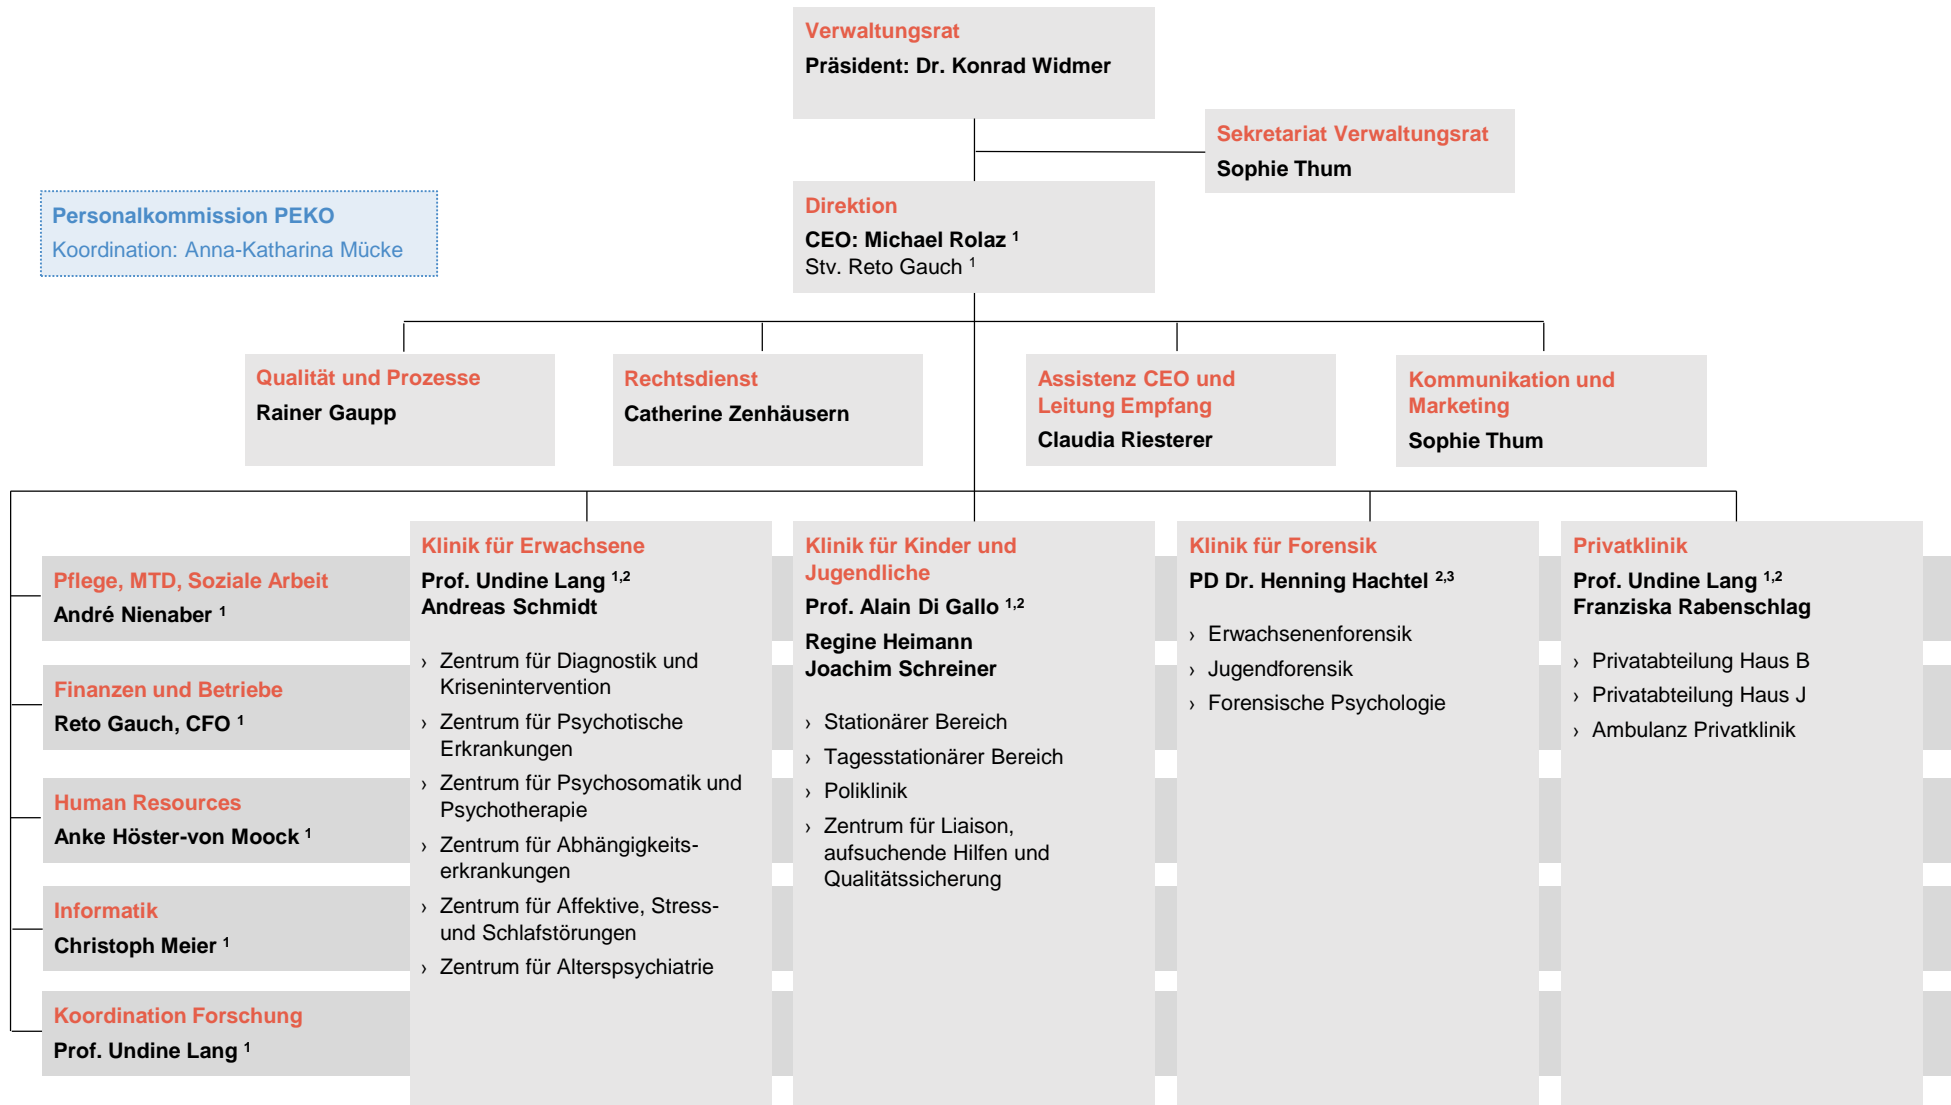 Verwaltungsrat
Präsident: Dr. Konrad Widmer
Sekretariat Verwaltungsrat
Sophie Thum
Personalkommission PEKO
Koordination: Anna-Katharina Mücke
Direktion
CEO: Michael Rolaz ¹
Stv. Reto Gauch ¹
Qualität und Prozesse
Rainer Gaupp
Rechtsdienst
Catherine Zenhäusern
Assistenz CEO und
Leitung Empfang
Claudia Riesterer
Kommunikation und
Marketing
Sophie Thum
Pflege, MTD, Soziale Arbeit
André Nienaber ¹
Finanzen und Betriebe
Reto Gauch, CFO ¹
Human Resources
Anke Höster-von Moock ¹
Informatik
Christoph Meier ¹
Koordination Forschung
Prof. Undine Lang ¹
Klinik für Erwachsene
Prof. Undine Lang ¹,²
Andreas Schmidt
› Zentrum für Diagnostik und
Krisenintervention
› Zentrum für Psychotische
Erkrankungen
› Zentrum für Psychosomatik und
Psychotherapie
› Zentrum für Abhängigkeits-
erkrankungen
› Zentrum für Affektive, Stress-
und Schlafstörungen
› Zentrum für Alterspsychiatrie
Klinik für Kinder und
Jugendliche
Prof. Alain Di Gallo ¹,²
Regine Heimann
Joachim Schreiner
› Stationärer Bereich
› Tagesstationärer Bereich
› Poliklinik
› Zentrum für Liaison,
aufsuchende Hilfen und
Qualitätssicherung
Klinik für Forensik
PD Dr. Henning Hachtel ²,³
› Erwachsenenforensik
› Jugendforensik
› Forensische Psychologie
Privatklinik
Prof. Undine Lang ¹,²
Franziska Rabenschlag
› Privatabteilung Haus B
› Privatabteilung Haus J
› Ambulanz Privatklinik